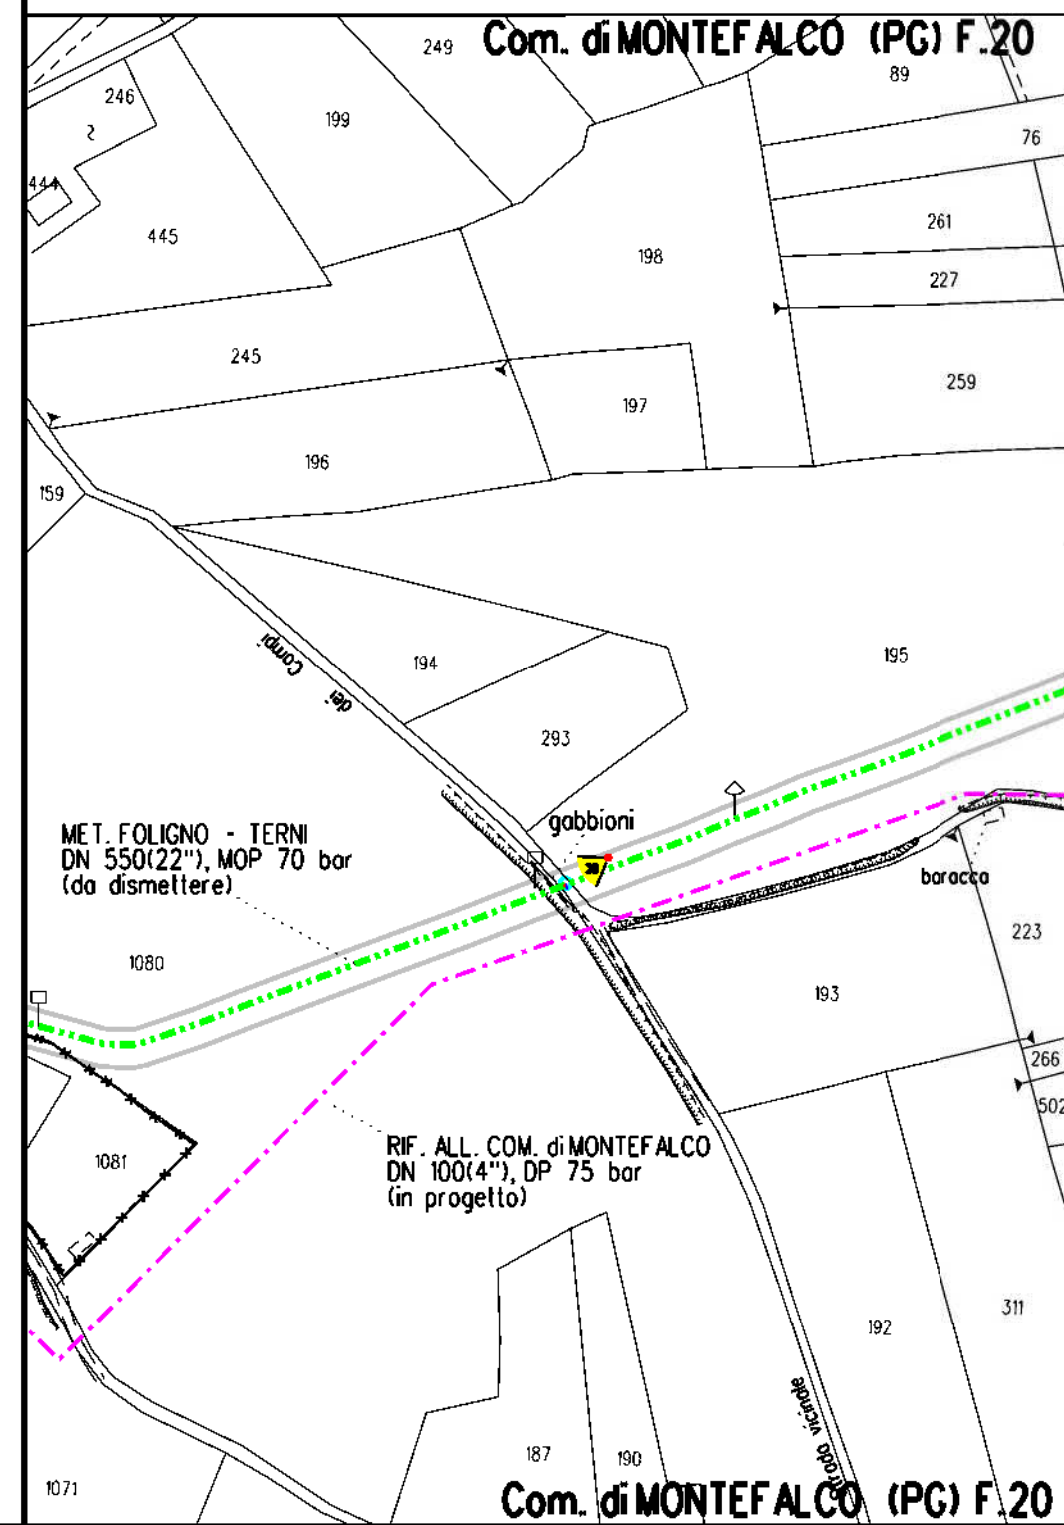 Com. di MONTEFALCO (PG) F.20
249
89
246
199
76
444
445
198
261
227
245
197
259
196
159
194
195
Campi
dei
293
gabbioni
MET. FOLIGNO - TERNI
DN 550(22"), MOP 70 bar
(da dismettere)
20
baracca
223
1080
193
266
502
1081
RIF. ALL. COM. di MONTEFALCO
DN 100(4"), DP 75 bar
(in progetto)
311
192
Strada vicinale
187
190
1071
Com. di MONTEFALCO (PG) F.20